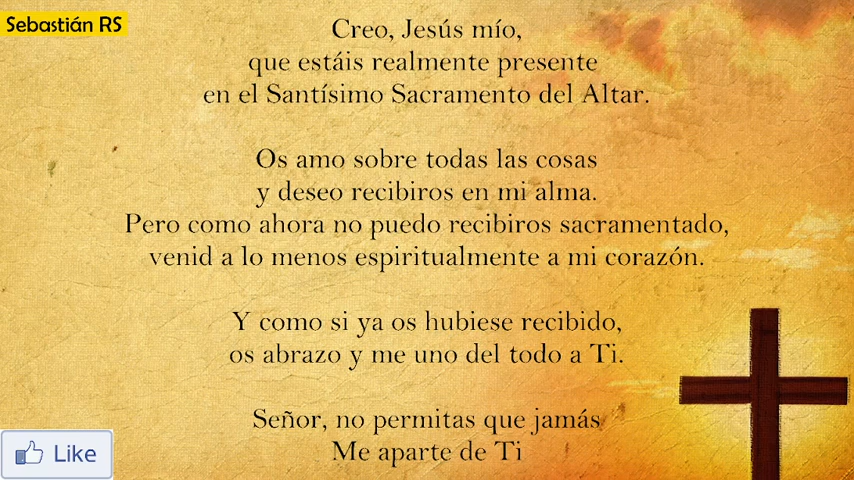 Sebastián RS
Creo, Jesús mío,
que estáis realmente presente
en el Santísimo Sacramento del Altar.
Os amo sobre todas las cosas
y deseo recibiros en mi alma.
Pero como ahora no puedo recibiros sacramentado,
venid a lo menos espiritualmente a mi corazón.
Y como si ya os hubiese recibido,
os abrazo y me uno del todo a Ti.
Señor, no permitas que jamás
Me aparte de Ti
Like